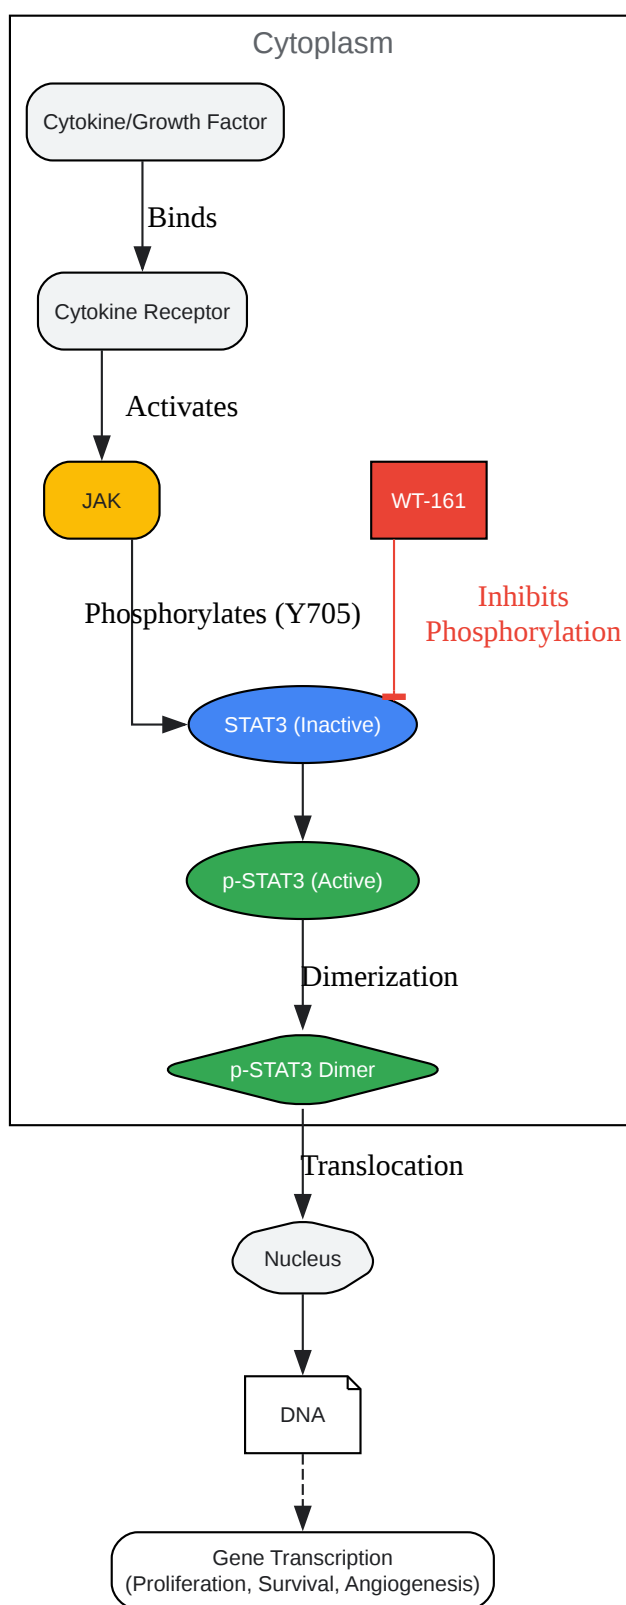 Cytoplasm
Cytokine/Growth Factor
Binds
Cytokine Receptor
Activates
JAK
WT-161
Phosphorylates (Y705)
Inhibits
Phosphorylation
STAT3 (Inactive)
p-STAT3 (Active)
Dimerization
p-STAT3 Dimer
Translocation
Nucleus
DNA
Gene Transcription
(Proliferation, Survival, Angiogenesis)